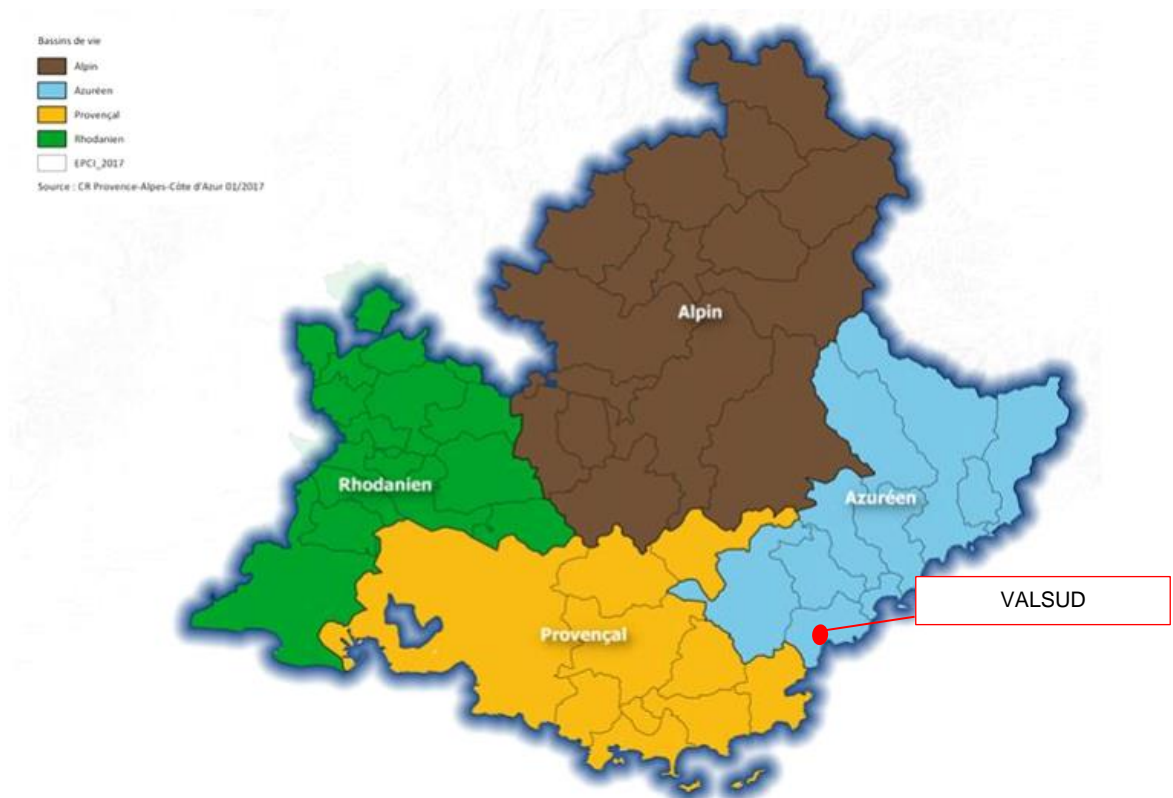 Bassins de vie
Alpin
Azuréen
Provençal
Rhodanien
EPCI_2017
Source : CR Provence-Alpes-Côte d'Azur 01/2017
Alpin
Rhodanien
Azuréen
VALSUD
Provençal